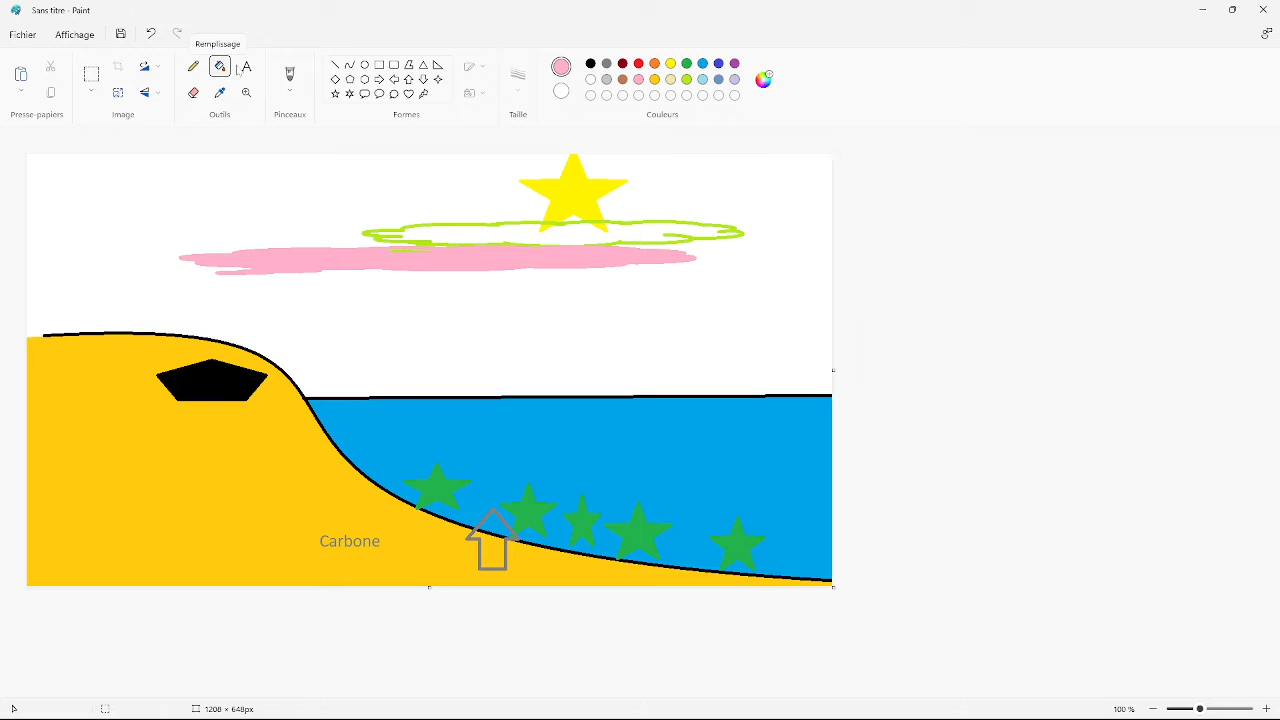 Sans titre - Paint
Fichier
Affichage
Remplissage
A
Presse-papiers
Image
Outils
Pinceaux
Formes
Taille
Couleurs
Carbone
1208 × 648px
100 %